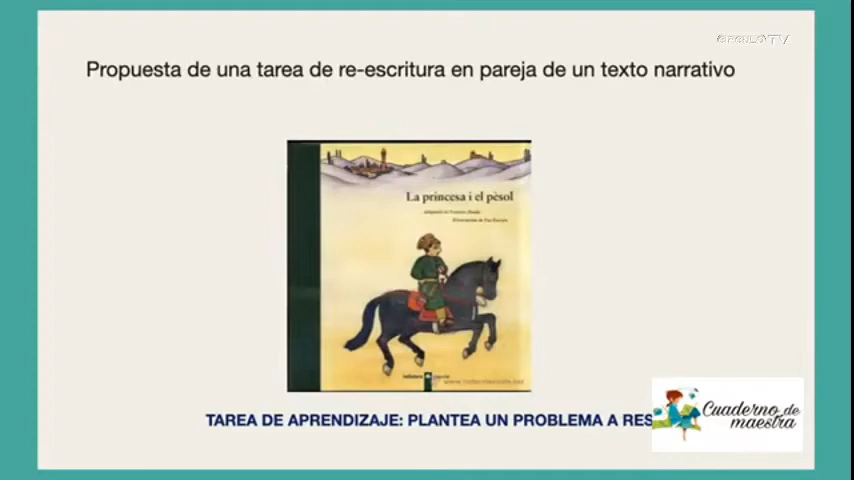 CÍRCULOTV
Propuesta de una tarea de re-escritura en pareja de un texto narrativo
La princesa i el pèsol
TAREA DE APRENDIZAJE: PLANTEA UN PROBLEMA A RES
Cuaderno de
maestra